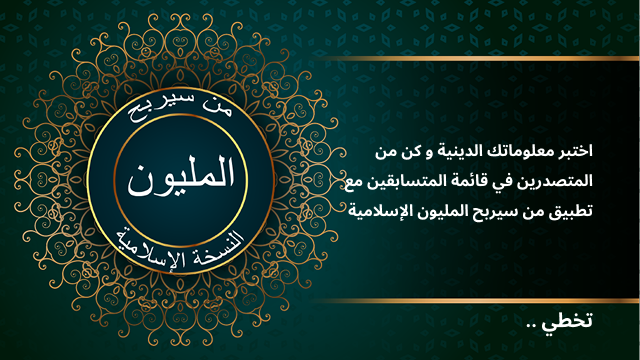 من سيربح
المليون
النسخة الإسلامية
اختبر معلوماتك الدينية و كن من
المتصدرين في قائمة المتسابقين مع
تطبيق من سيربح المليون الإسلامية
تخطي ..